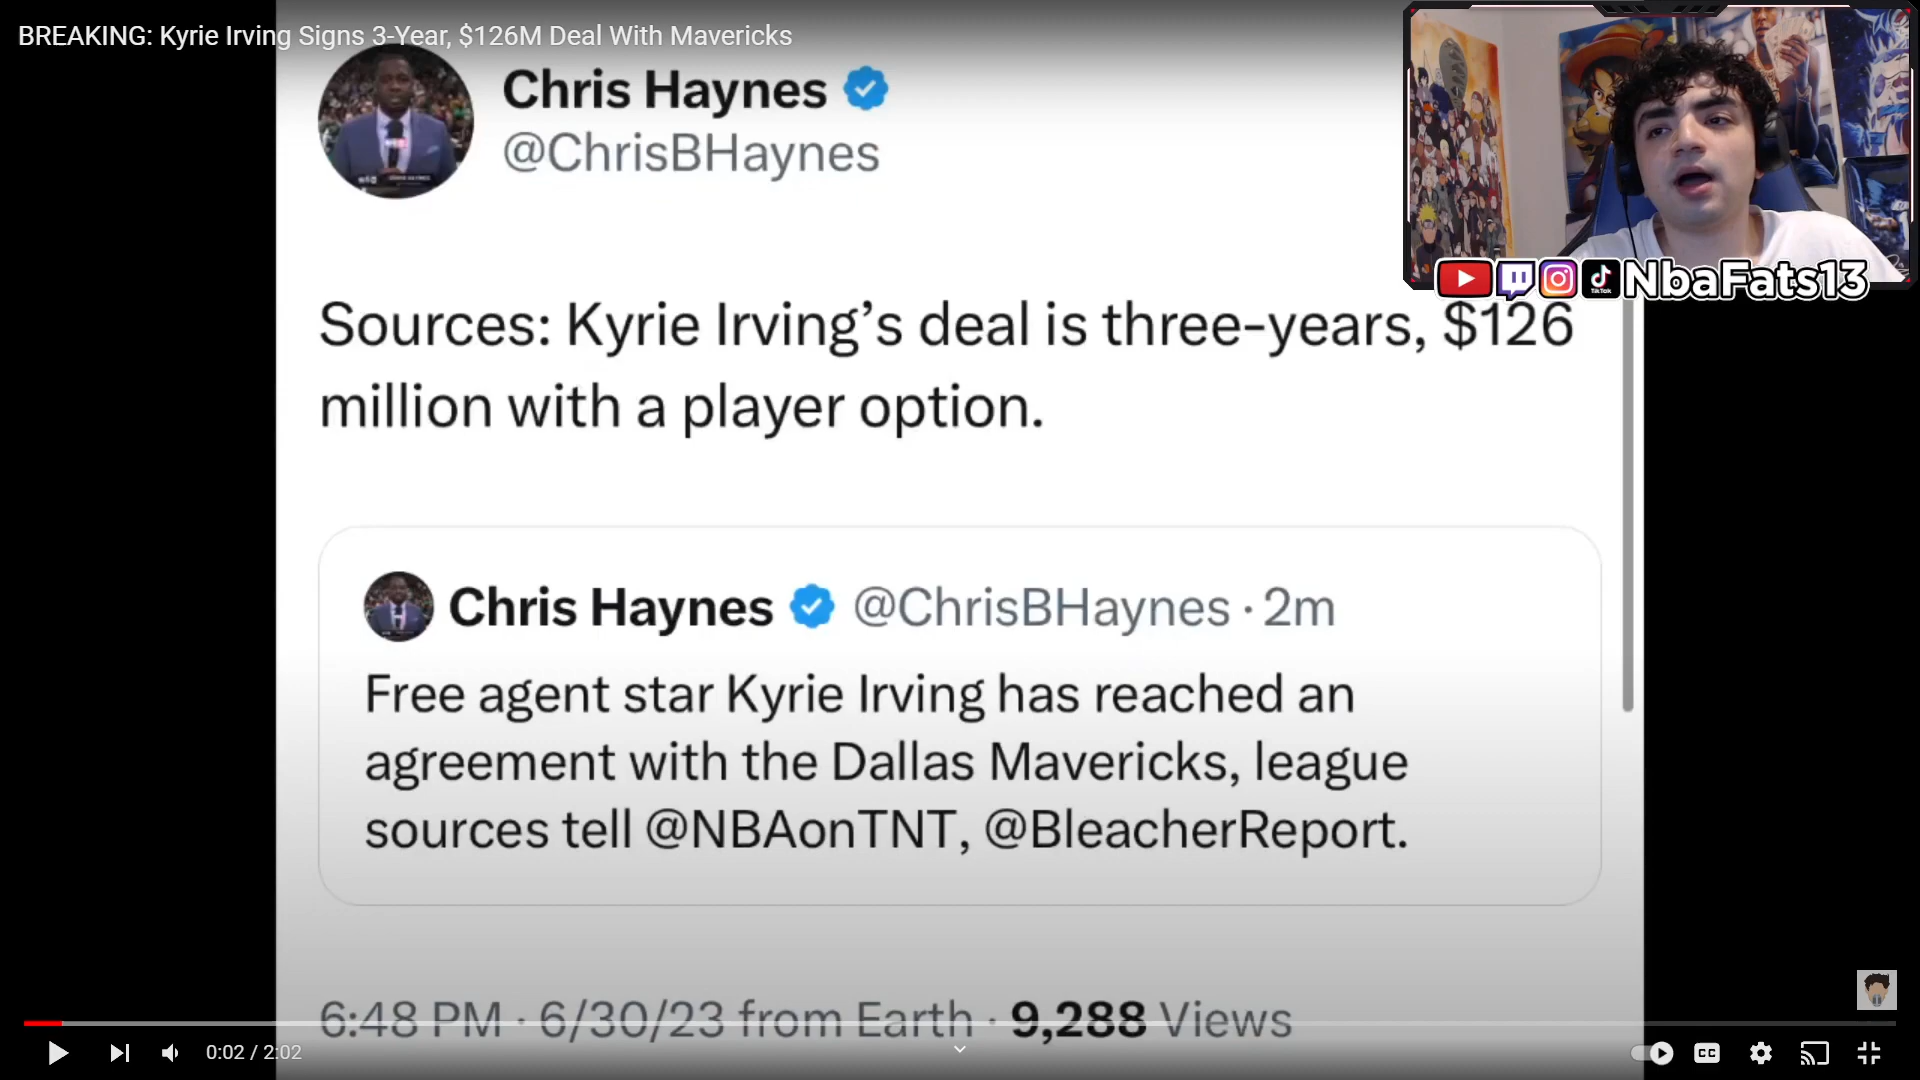 BREAKING: Kyrie Irving Signs 3-Year, $126M Deal With Mavericks
Chris Haynes
@ChrisBHaynes
NbaFats13
Sources: Kyrie Irving’s deal is three-years, $126
million with a player option.
Chris Haynes @ChrisBHaynes · 2m
Free agent star Kyrie Irving has reached an
agreement with the Dallas Mavericks, league
sources tell @NBAonTNT, @BleacherReport.
6:48 PM · 6/30/23 from Earth · 9,288 Views
0:02 / 2:02
CC